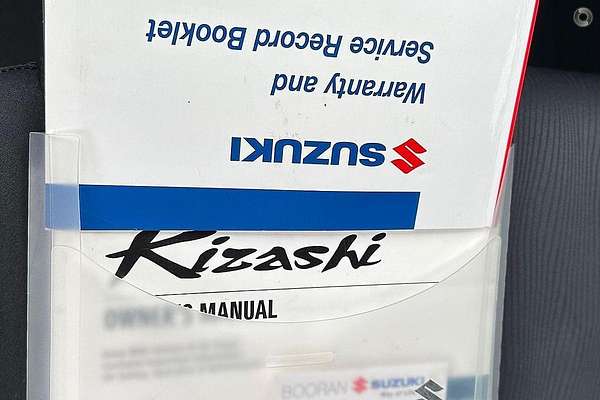 Warranty and
Service Record Booklet
SUZUKI
Kizashi
OWNER'S MANUAL
BOORAN SUZUKI